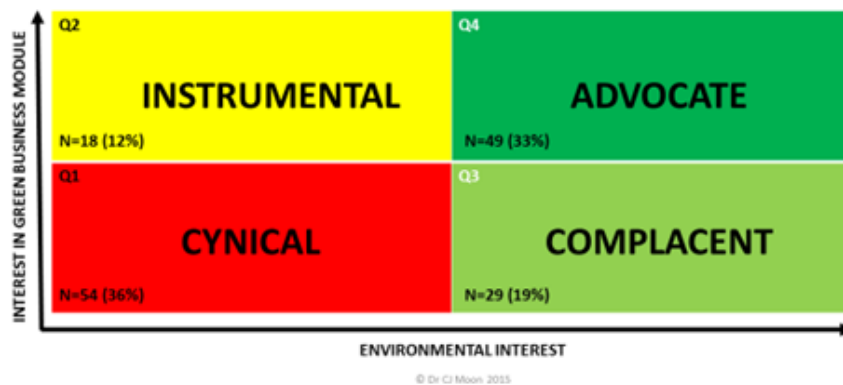 INTEREST IN GREEN BUSINESS MODULE
Q2
INSTRUMENTAL
N=18 (12%)
Q4
ADVOCATE
N=49 (33%)
Q1
CYNICAL
N=54 (36%)
Q3
COMPLACENT
N=29 (19%)
ENVIRONMENTAL INTEREST
© Dr CJ Moon 2015